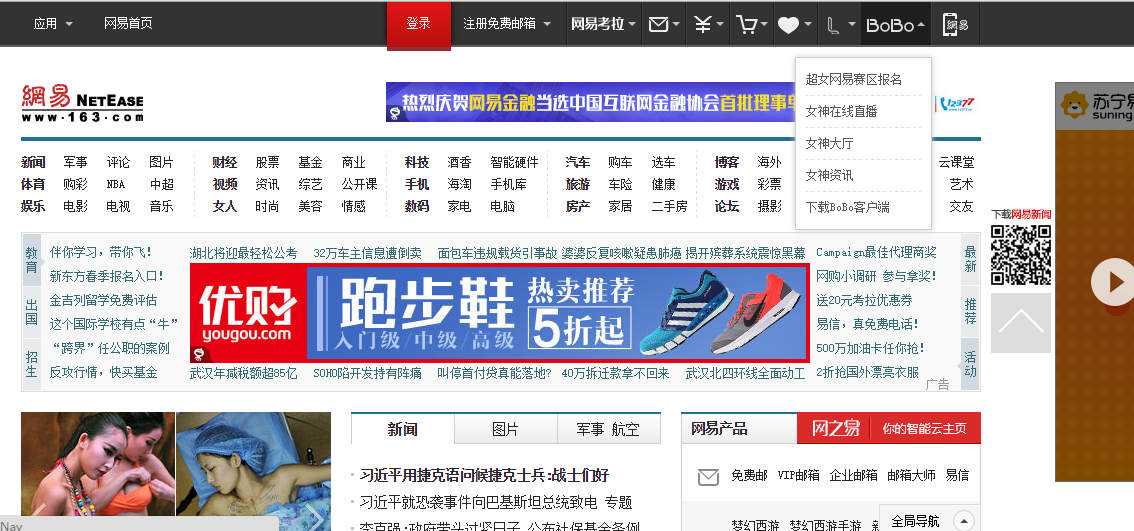 应用
网易首页
登录
注册免费邮箱
网易考拉
BoBo
網易
超女网易赛区报名
女神在线直播
女神大厅
女神资讯
下载BoBo客户端
網易 NETEASE
www.163.com
热烈庆贺网易金融当选中国互联网金融协会首批理事单
12377
苏宁易
suning.
新闻 军事 评论 图片
体育 购彩 NBA 中超
娱乐 电影 电视 音乐
财经 股票 基金 商业
视频 资讯 综艺 公开课
女人 时尚 美容 情感
科技 酒香 智能硬件
手机 海淘 手机库
数码 家电 电脑
汽车 购车 选车
旅游 车险 健康
房产 家居 二手房
博客 海外
游戏 彩票
论坛 摄影
云课堂
艺术
交友
下载网易新闻
教育
出国
招生
伴你学习，带你飞！
新东方春季报名入口！
金吉列留学免费评估
这个国际学校有点“牛”
“跨界”任公职的案例
反攻行情，快买基金
湖北将迎最轻松公考 32万车主信息遭倒卖 面包车违规载货引事故 婆婆反复咳嗽疑患肺癌 揭开殡葬系统震惊黑幕
优购
yougou.com
跑步鞋
入门级/中级/高级
热卖推荐
5折起
武汉年减税额超85亿 SOHO陷开发持有阵痛 叫停首付贷真能落地? 40万拆迁款拿不回来 武汉北四环线全面动工
Campaign最佳代理商奖
网购小调研 参与拿奖！
送20元考拉优惠券
易信，真免费电话！
500万加油卡任你抢！
2折抢国外漂亮衣服
广告
最新
推荐
活动
新闻 图片 军事 航空
习近平用捷克语问候捷克士兵:战士们好
习近平就恐袭事件向巴基斯坦总统致电 专题
李克强:政府带头过紧日子 公布社保基金条例
网易产品
网之易 你的智能云主页
免费邮 VIP邮箱 企业邮箱 邮箱大师 易信
梦幻西游 梦幻西游手游
全局导航
Nav